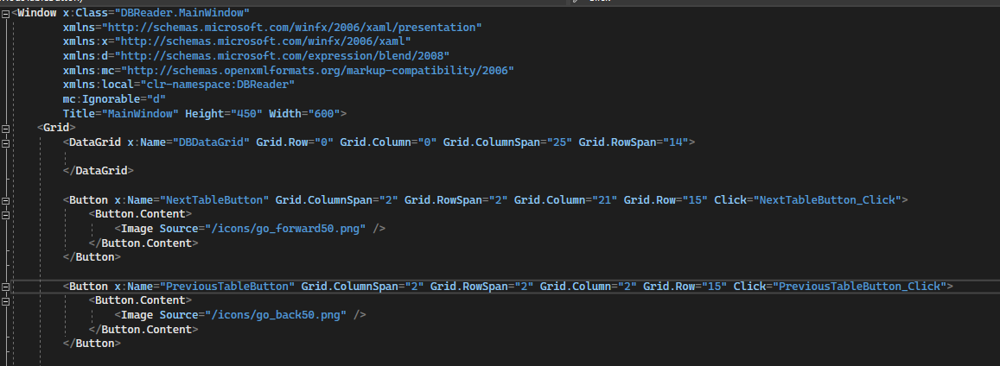 <Window x:Class="DBReader.MainWindow"
xmlns="http://schemas.microsoft.com/winfx/2006/xaml/presentation"
xmlns:x="http://schemas.microsoft.com/winfx/2006/xaml"
xmlns:d="http://schemas.microsoft.com/expression/blend/2008"
xmlns:mc="http://schemas.openxmlformats.org/markup-compatibility/2006"
xmlns:local="clr-namespace:DBReader"
mc:Ignorable="d"
Title="MainWindow" Height="450" Width="600">
<Grid>
<DataGrid x:Name="DBDataGrid" Grid.Row="0" Grid.Column="0" Grid.ColumnSpan="25" Grid.RowSpan="14">
</DataGrid>
<Button x:Name="NextTableButton" Grid.ColumnSpan="2" Grid.RowSpan="2" Grid.Column="21" Grid.Row="15" Click="NextTableButton_Click">
<Button.Content>
<Image Source="/icons/go_forward50.png" />
</Button.Content>
</Button>
<Button x:Name="PreviousTableButton" Grid.ColumnSpan="2" Grid.RowSpan="2" Grid.Column="2" Grid.Row="15" Click="PreviousTableButton_Click">
<Button.Content>
<Image Source="/icons/go_back50.png" />
</Button.Content>
</Button>